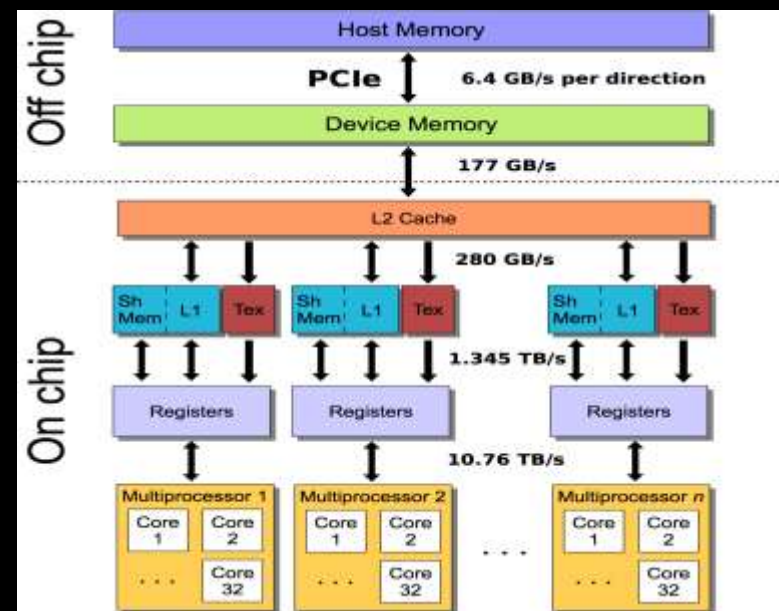 Off chip
Host Memory
PCIe 6.4 GB/s per direction
Device Memory
177 GB/s
On chip
L2 Cache
280 GB/s
Sh Mem L1 Tex Sh Mem L1 Tex Sh Mem L1 Tex
1.345 TB/s
Registers Registers Registers
10.76 TB/s
Multiprocessor 1 Multiprocessor 2 Multiprocessor n
Core 1 Core 2 Core 1 Core 2 Core 1 Core 2
. . .
. . . Core 32 . . . Core 32 . . . Core 32